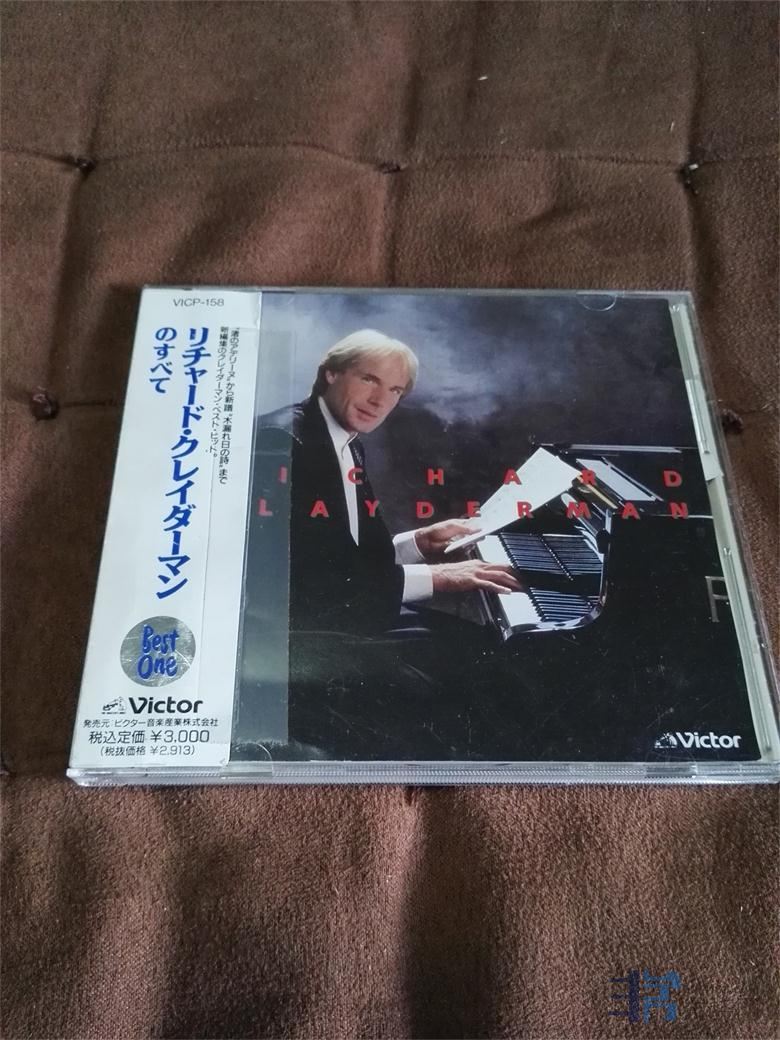 VICP-158
リチャード・クレイダーマン
のすべて
"渚のアデリーヌ"から新譜"木漏れ日の詩"まで
新編集のクレイダーマン・ベスト・ヒット。
Best
One
Victor
発売元:ビクター音楽産業株式会社
税込定価 ¥3,000
(税抜価格 ¥2,913)
ICHARD
LAYDERMAN
F
Victor